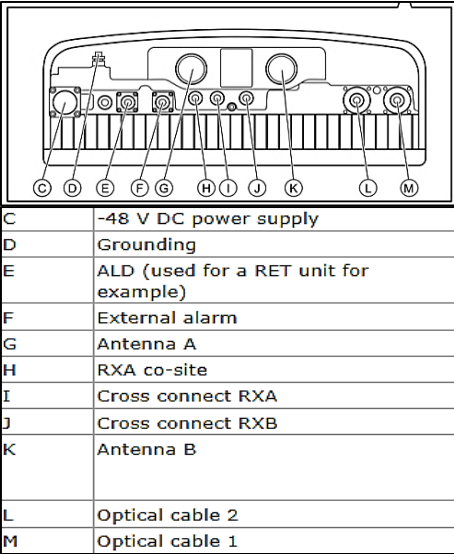 C D E F G H I J K L M
C -48 V DC power supply
D Grounding
E ALD (used for a RET unit for
example)
F External alarm
G Antenna A
H RXA co-site
I Cross connect RXA
J Cross connect RXB
K Antenna B
L Optical cable 2
M Optical cable 1